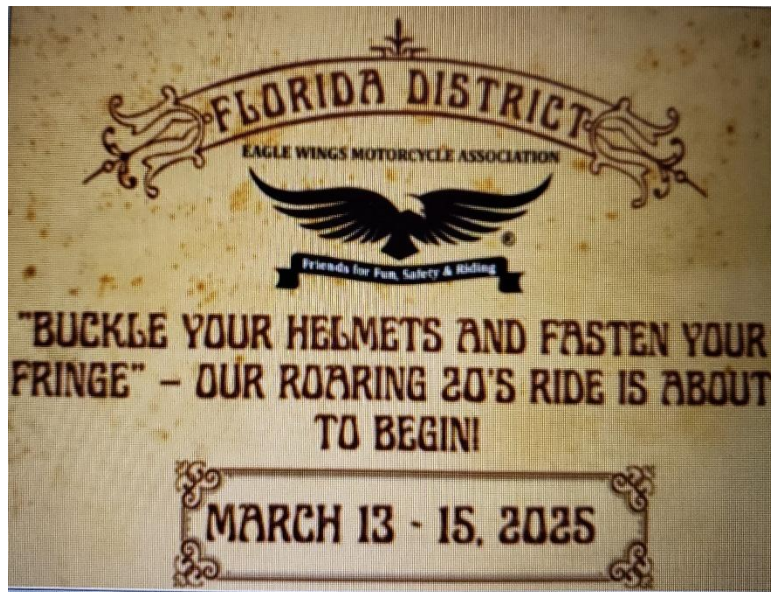 FLORIDA DISTRICT
EAGLE WINGS MOTORCYCLE ASSOCIATION
®
Friends for Fun, Safety & Riding
"BUCKLE YOUR HELMETS AND FASTEN YOUR
FRINGE" – OUR ROARING 20'S RIDE IS ABOUT
TO BEGIN!
MARCH 13 - 15, 2025